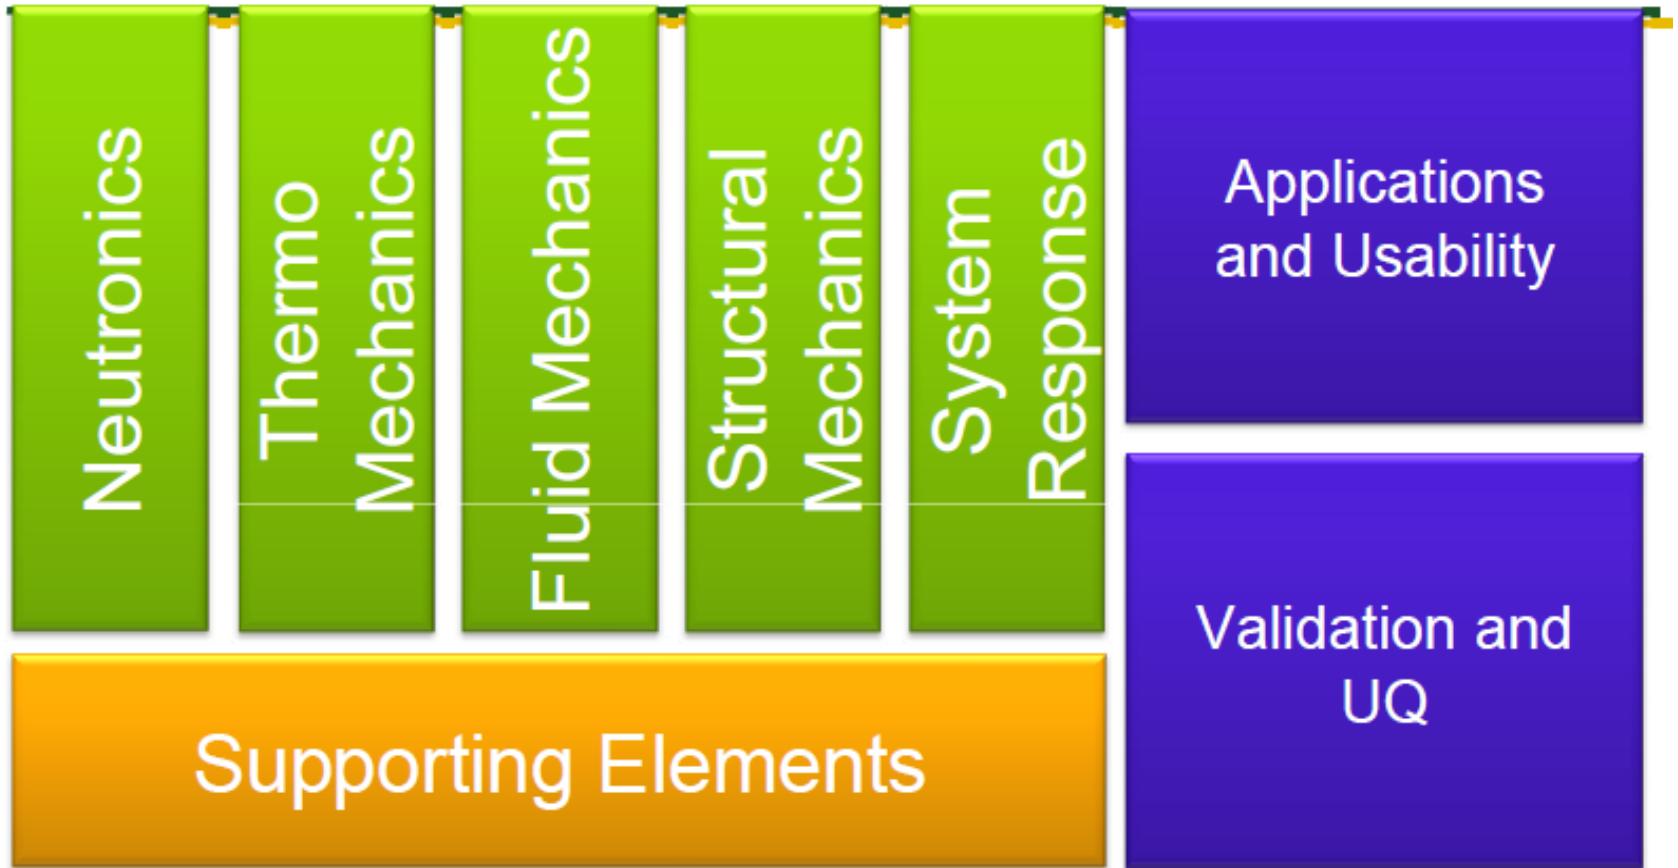 Neutronics
Thermo
Mechanics
Fluid Mechanics
Structural
Mechanics
System
Response
Applications
and Usability
Validation and
UQ
Supporting Elements